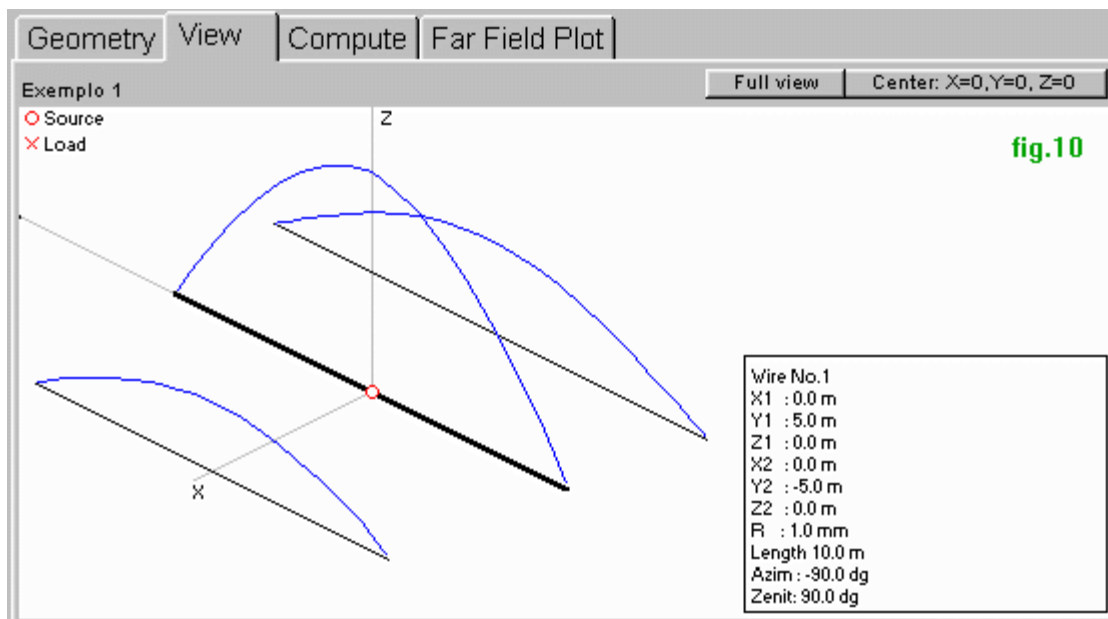 Geometry View Compute Far Field Plot
Exemplo 1
Full view Center: X=0,Y=0, Z=0
Source
Load
Z
fig.10
X
Wire No.1
X1 : 0.0 m
Y1 : 5.0 m
Z1 : 0.0 m
X2 : 0.0 m
Y2 : -5.0 m
Z2 : 0.0 m
R : 1.0 mm
Length 10.0 m
Azim : -90.0 dg
Zenit: 90.0 dg